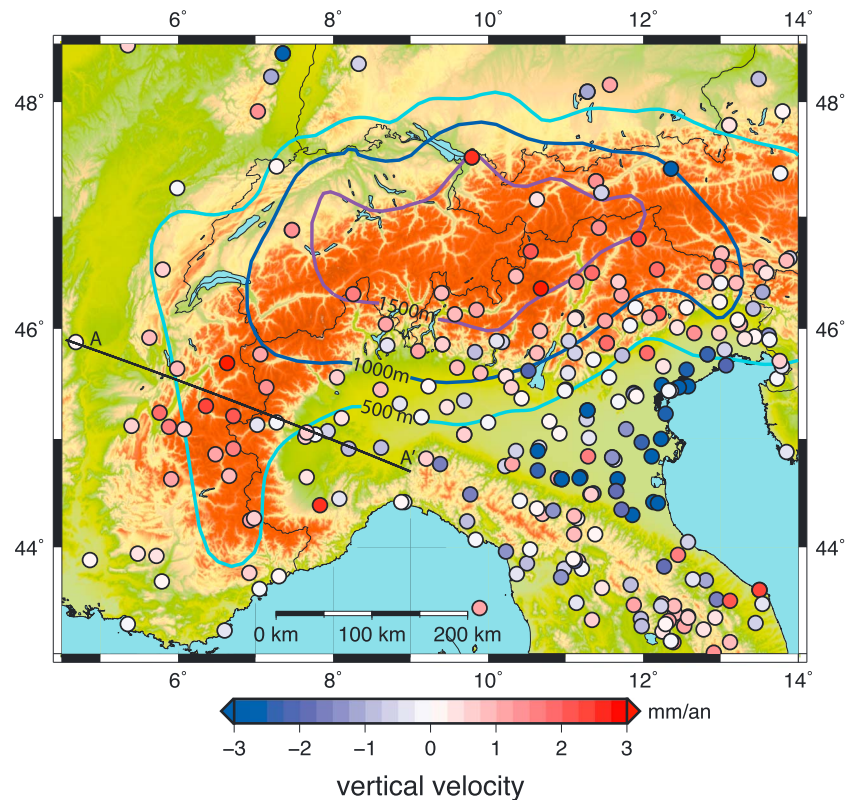 6° 8° 10° 12° 14°
48° 48°
1500m
46° 46°
A
1000m
500 m
A'
44° 44°
0 km 100 km 200 km
6° 8° 10° 12° 14°
−3 −2 −1 0 1 2 3 mm/an
vertical velocity